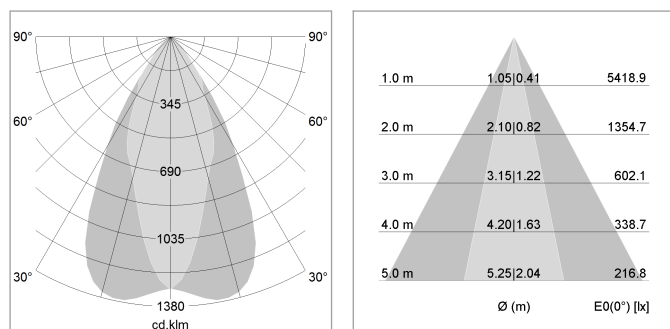 90° 90°
345
60° 60°
690
1035
30° 30°
1380
cd.klm
1.0 m 1.05|0.41 5418.9
2.0 m 2.10|0.82 1354.7
3.0 m 3.15|1.22 602.1
4.0 m 4.20|1.63 338.7
5.0 m 5.25|2.04 216.8
Ø (m) E0(0°) [lx]